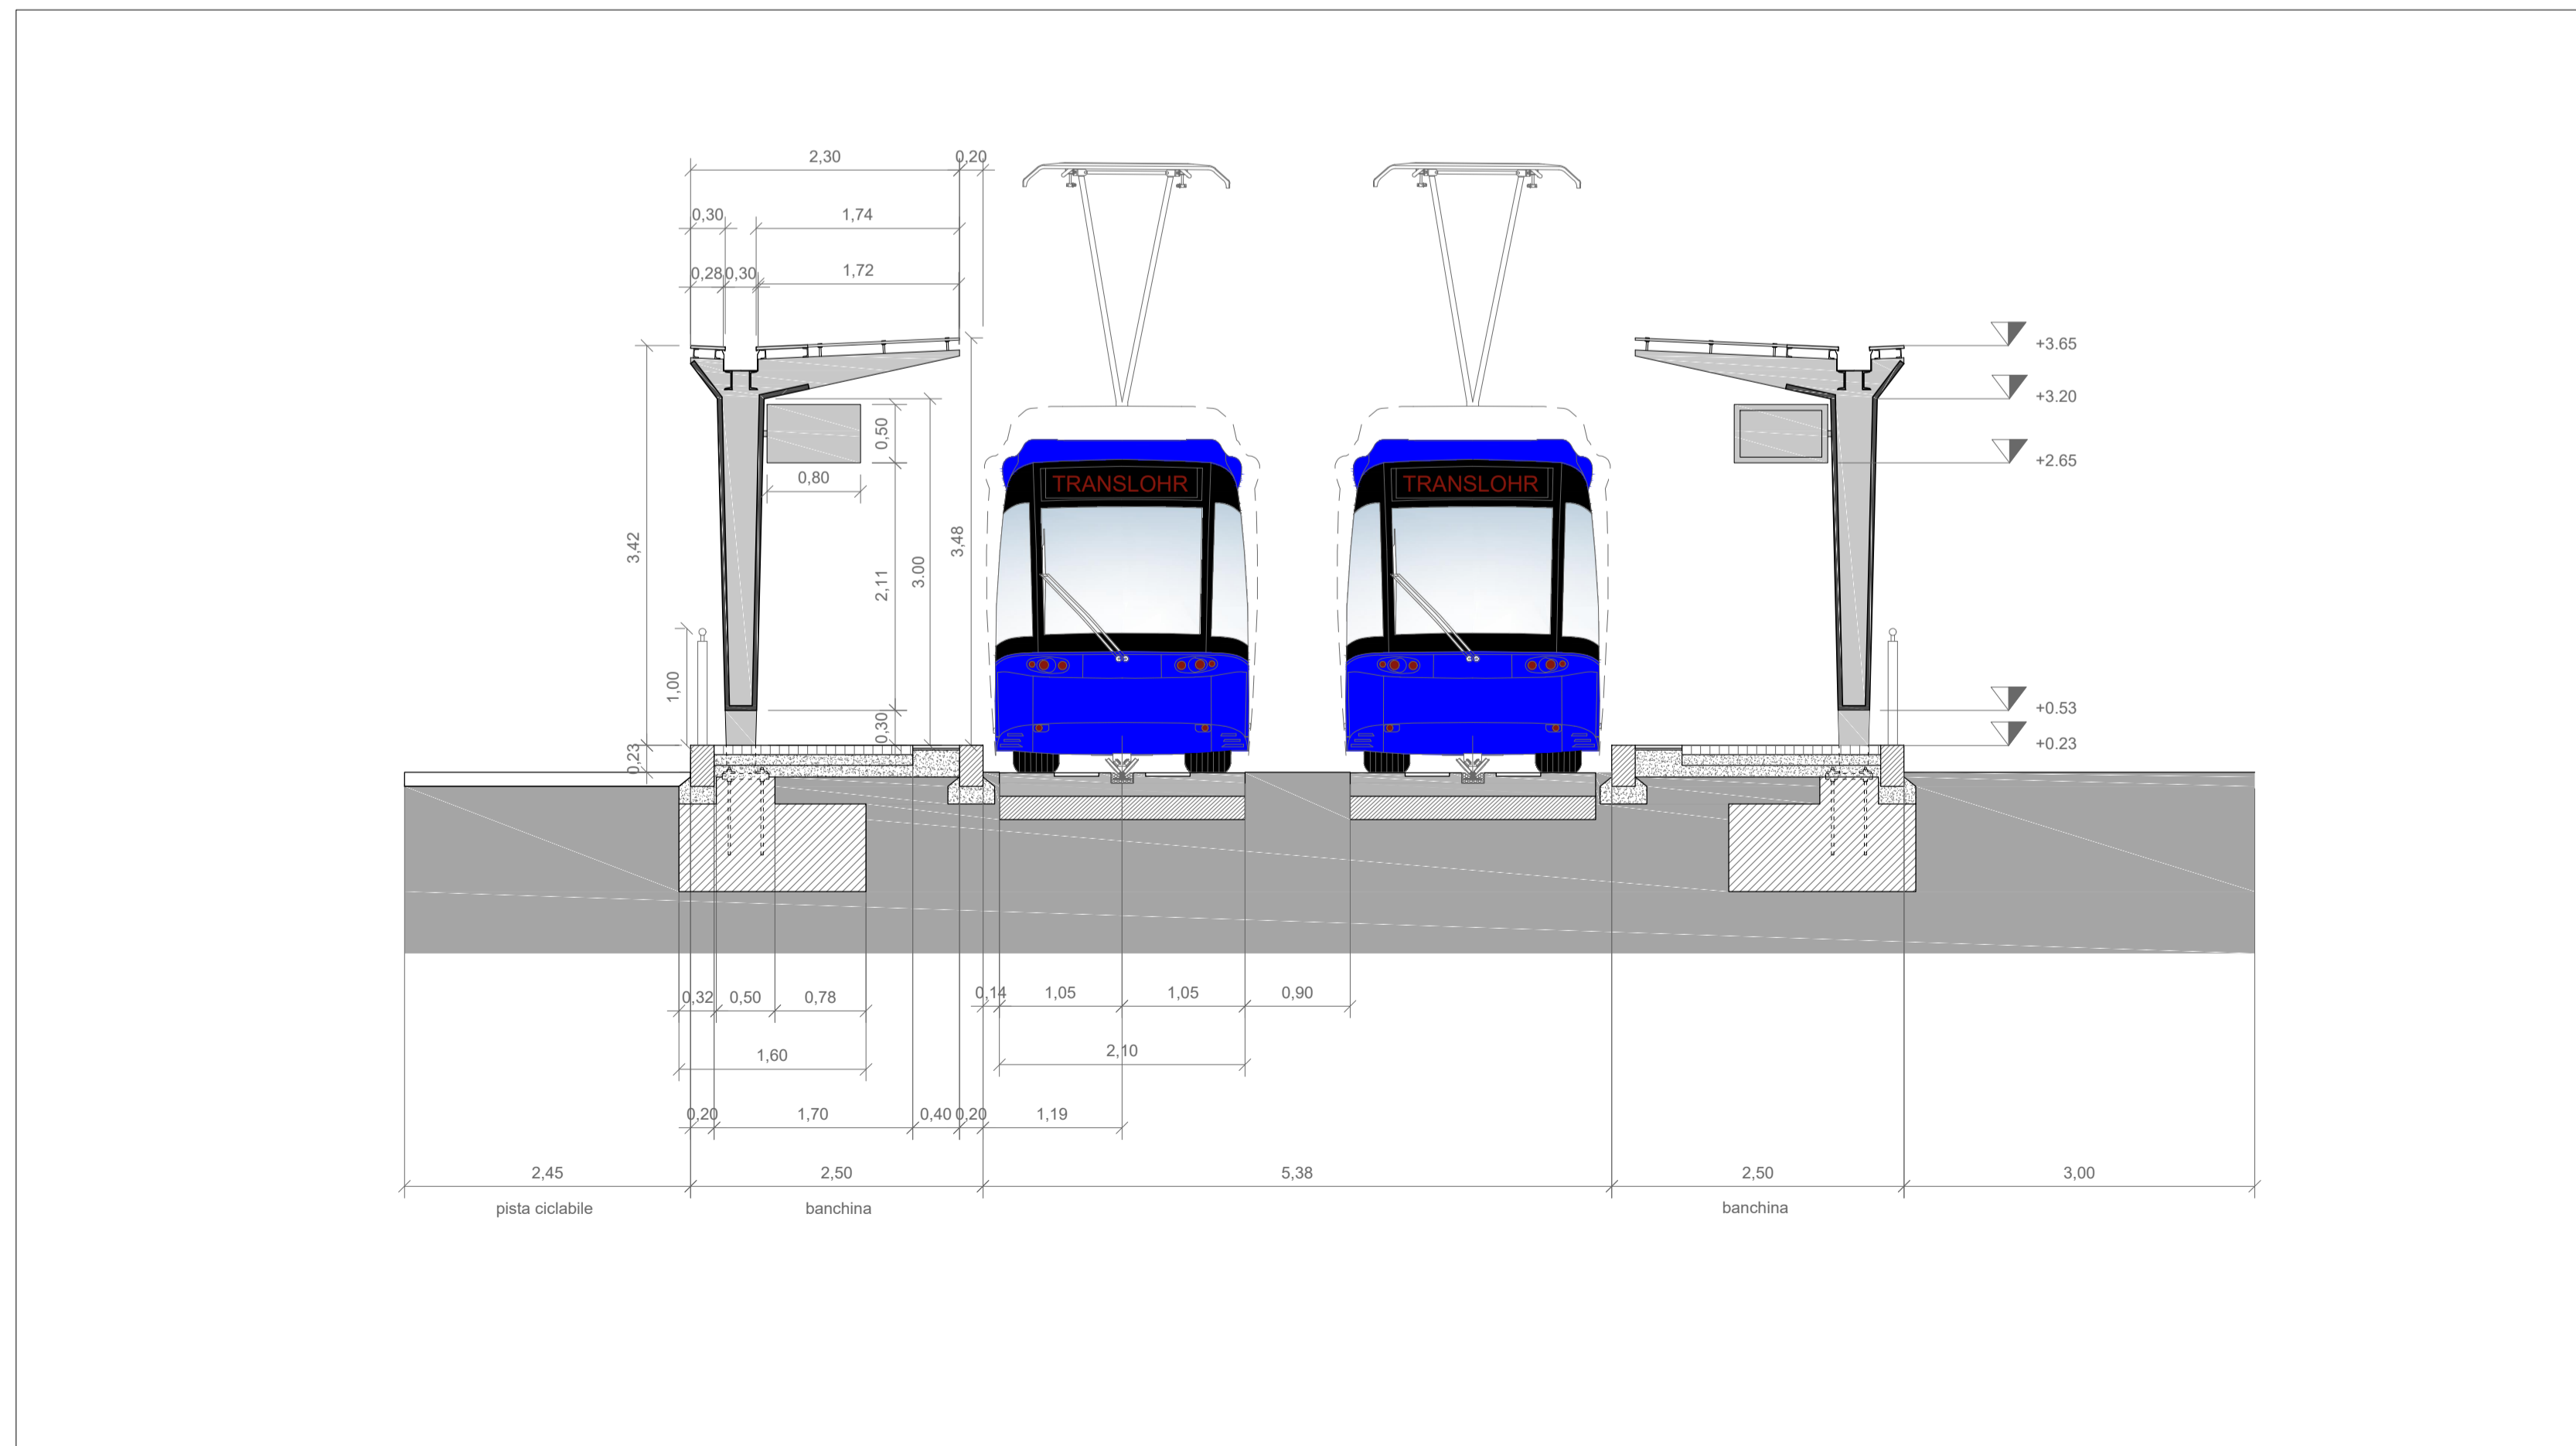 2,30 0,20
0,30 1,74
0,28 0,30 1,72
+3.65
+3.20
0,50
+2.65
0,80
TRANSLOHR TRANSLOHR
3,42
3,48
2,11
3.00
1,00
0,30
+0.53
0,23
+0.23
0,32 0,50 0,78
0,14 1,05 1,05 0,90
1,60
2,10
0,20 1,70 0,40 0,20 1,19
2,45 2,50 5,38 2,50 3,00
pista ciclabile banchina banchina